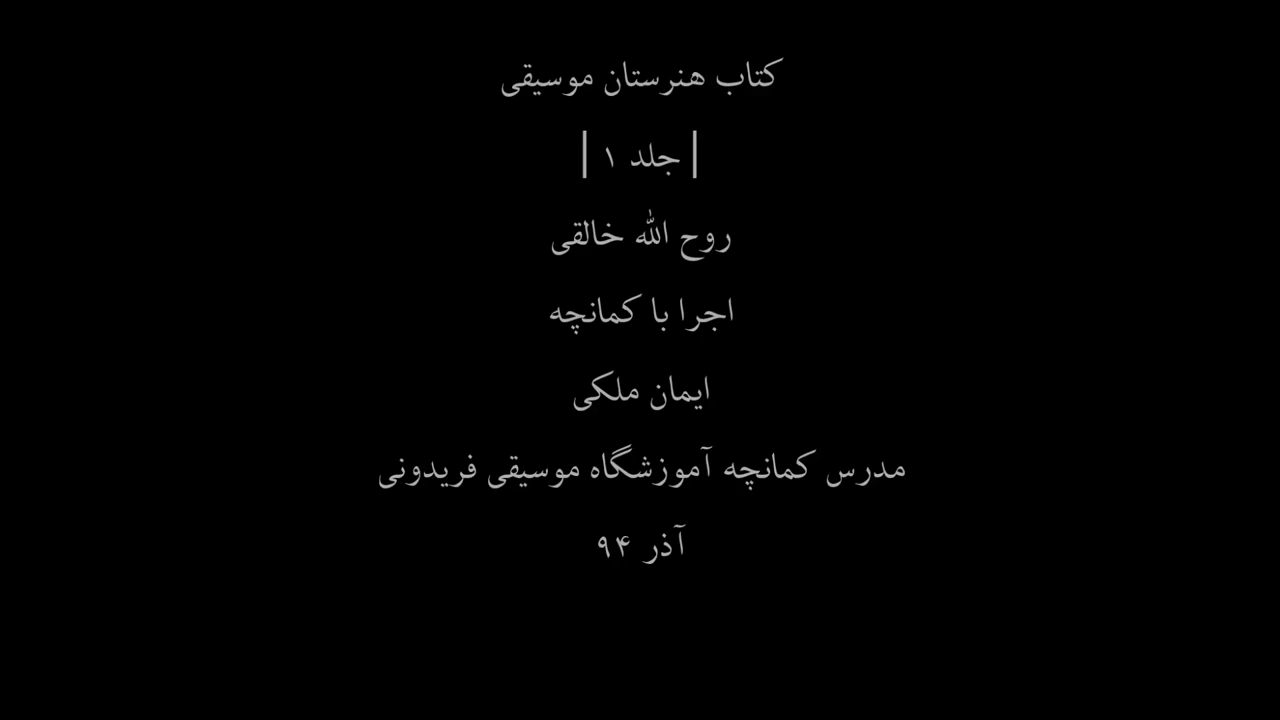 کتاب هنرستان موسیقی
| جلد ۱ |
روح الله خالقی
اجرا با کمانچه
ایمان ملکی
مدرس کمانچه آموزشگاه موسیقی فریدونی
آذر ۹۴